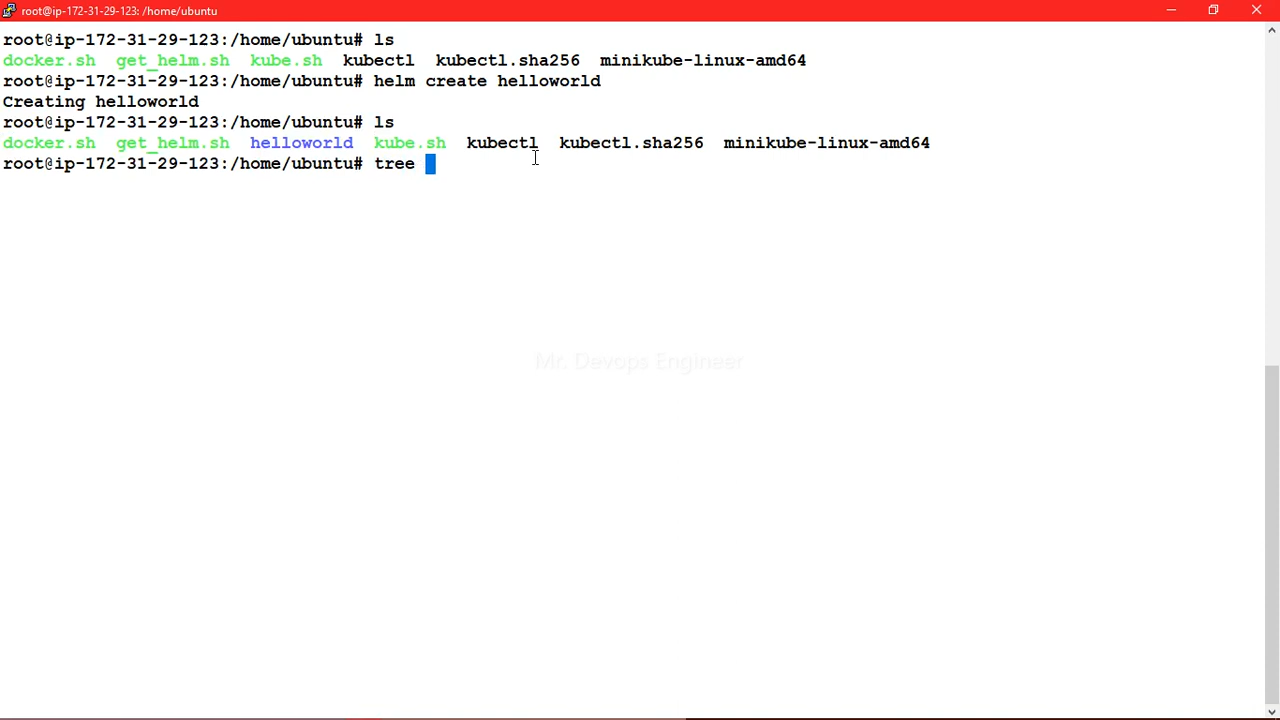 root@ip-172-31-29-123: /home/ubuntu
root@ip-172-31-29-123:/home/ubuntu# ls
docker.sh get_helm.sh kube.sh kubectl kubectl.sha256 minikube-linux-amd64
root@ip-172-31-29-123:/home/ubuntu# helm create helloworld
Creating helloworld
root@ip-172-31-29-123:/home/ubuntu# ls
docker.sh get_helm.sh helloworld kube.sh kubectl kubectl.sha256 minikube-linux-amd64
root@ip-172-31-29-123:/home/ubuntu# tree
Mr. Devops Engineer